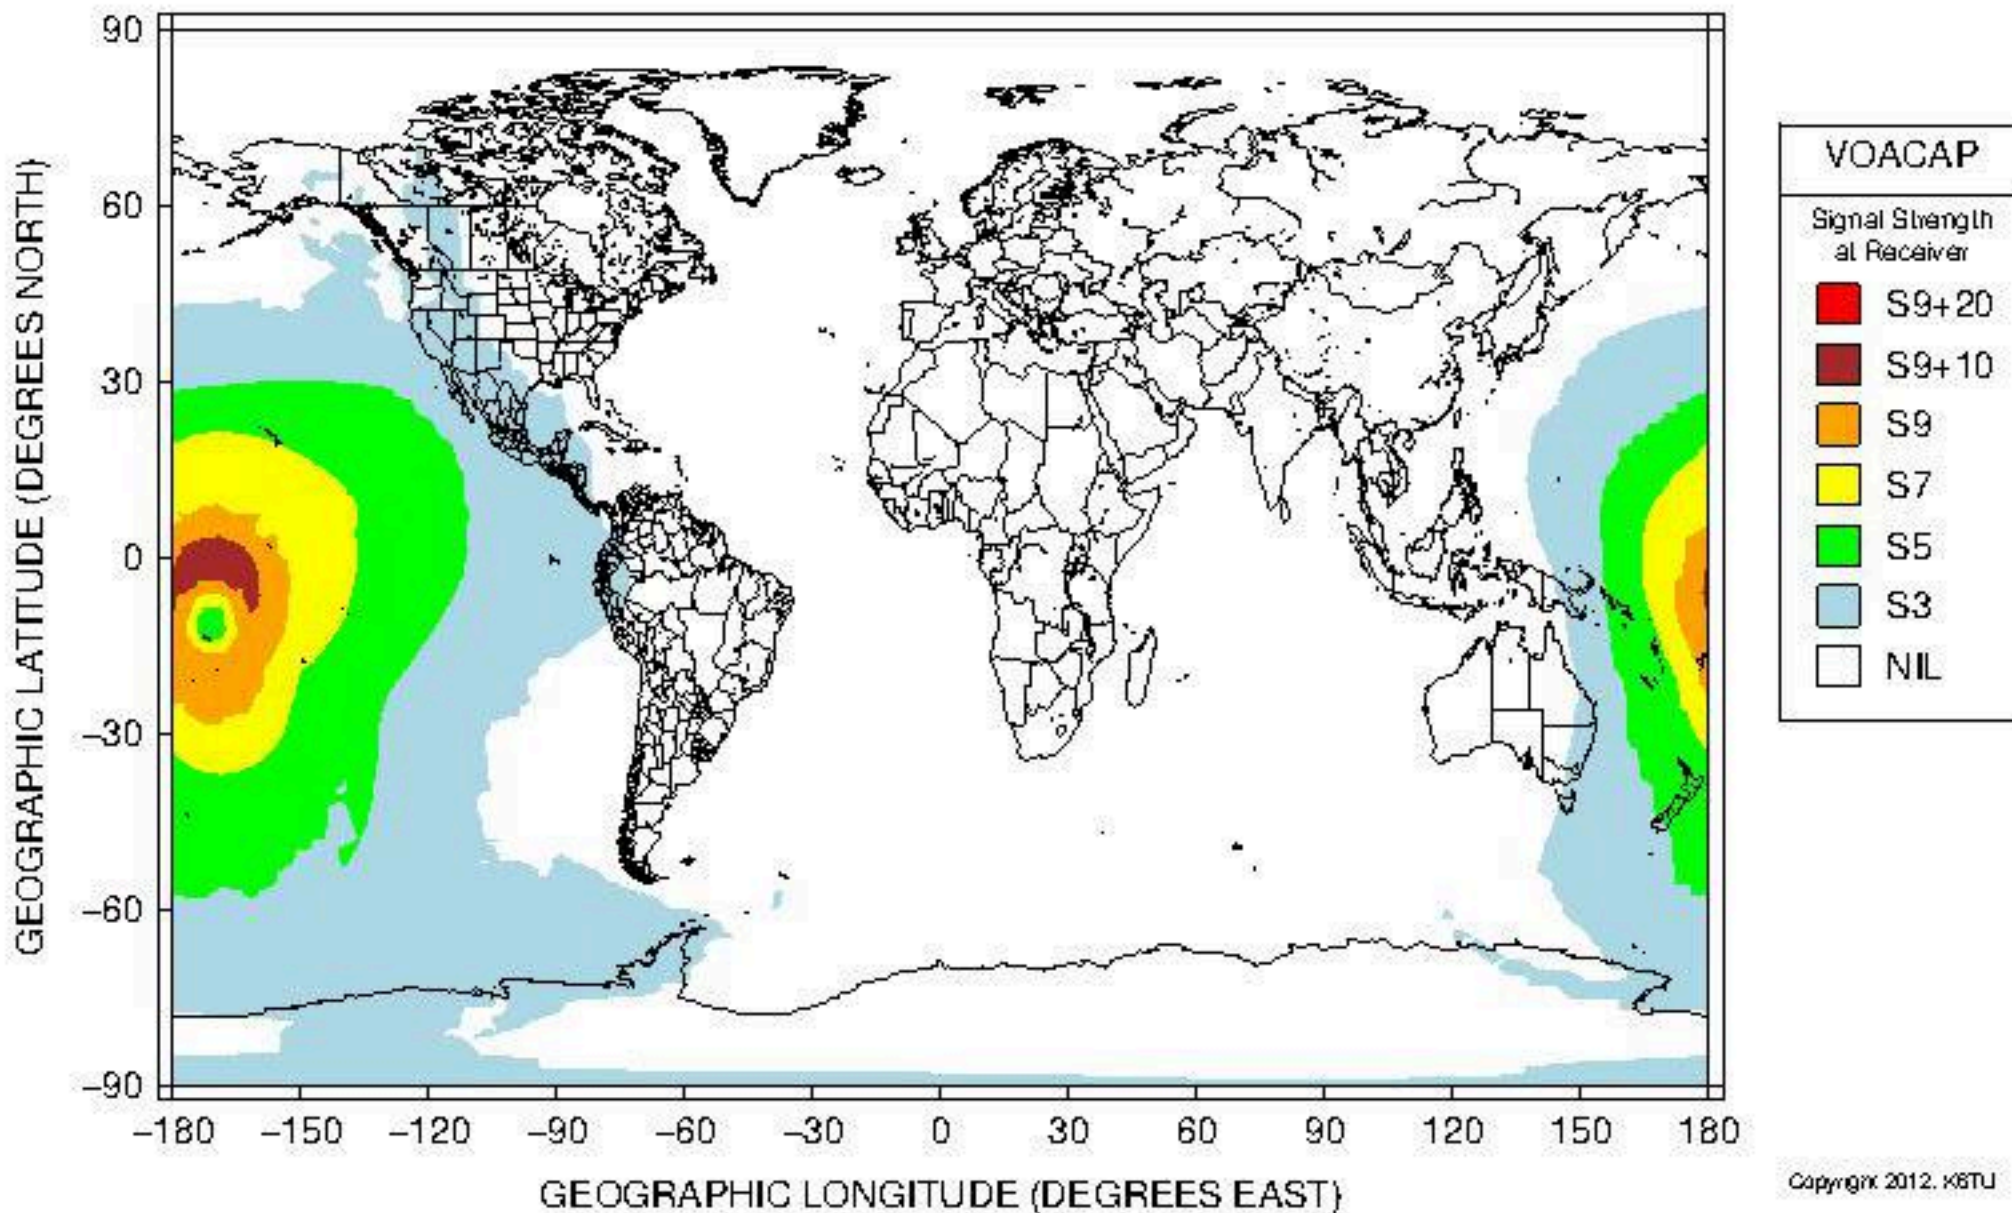 90
60
30
0
−30
−60
−90
GEOGRAPHIC LATITUDE (DEGREES NORTH)
−180 −150 −120 −90 −60 −30 0 30 60 90 120 150 180
GEOGRAPHIC LONGITUDE (DEGREES EAST)
VOACAP
Signal Strength
at Receiver
S9+20
S9+10
S9
S7
S5
S3
NIL
Copyright 2012, K6TU